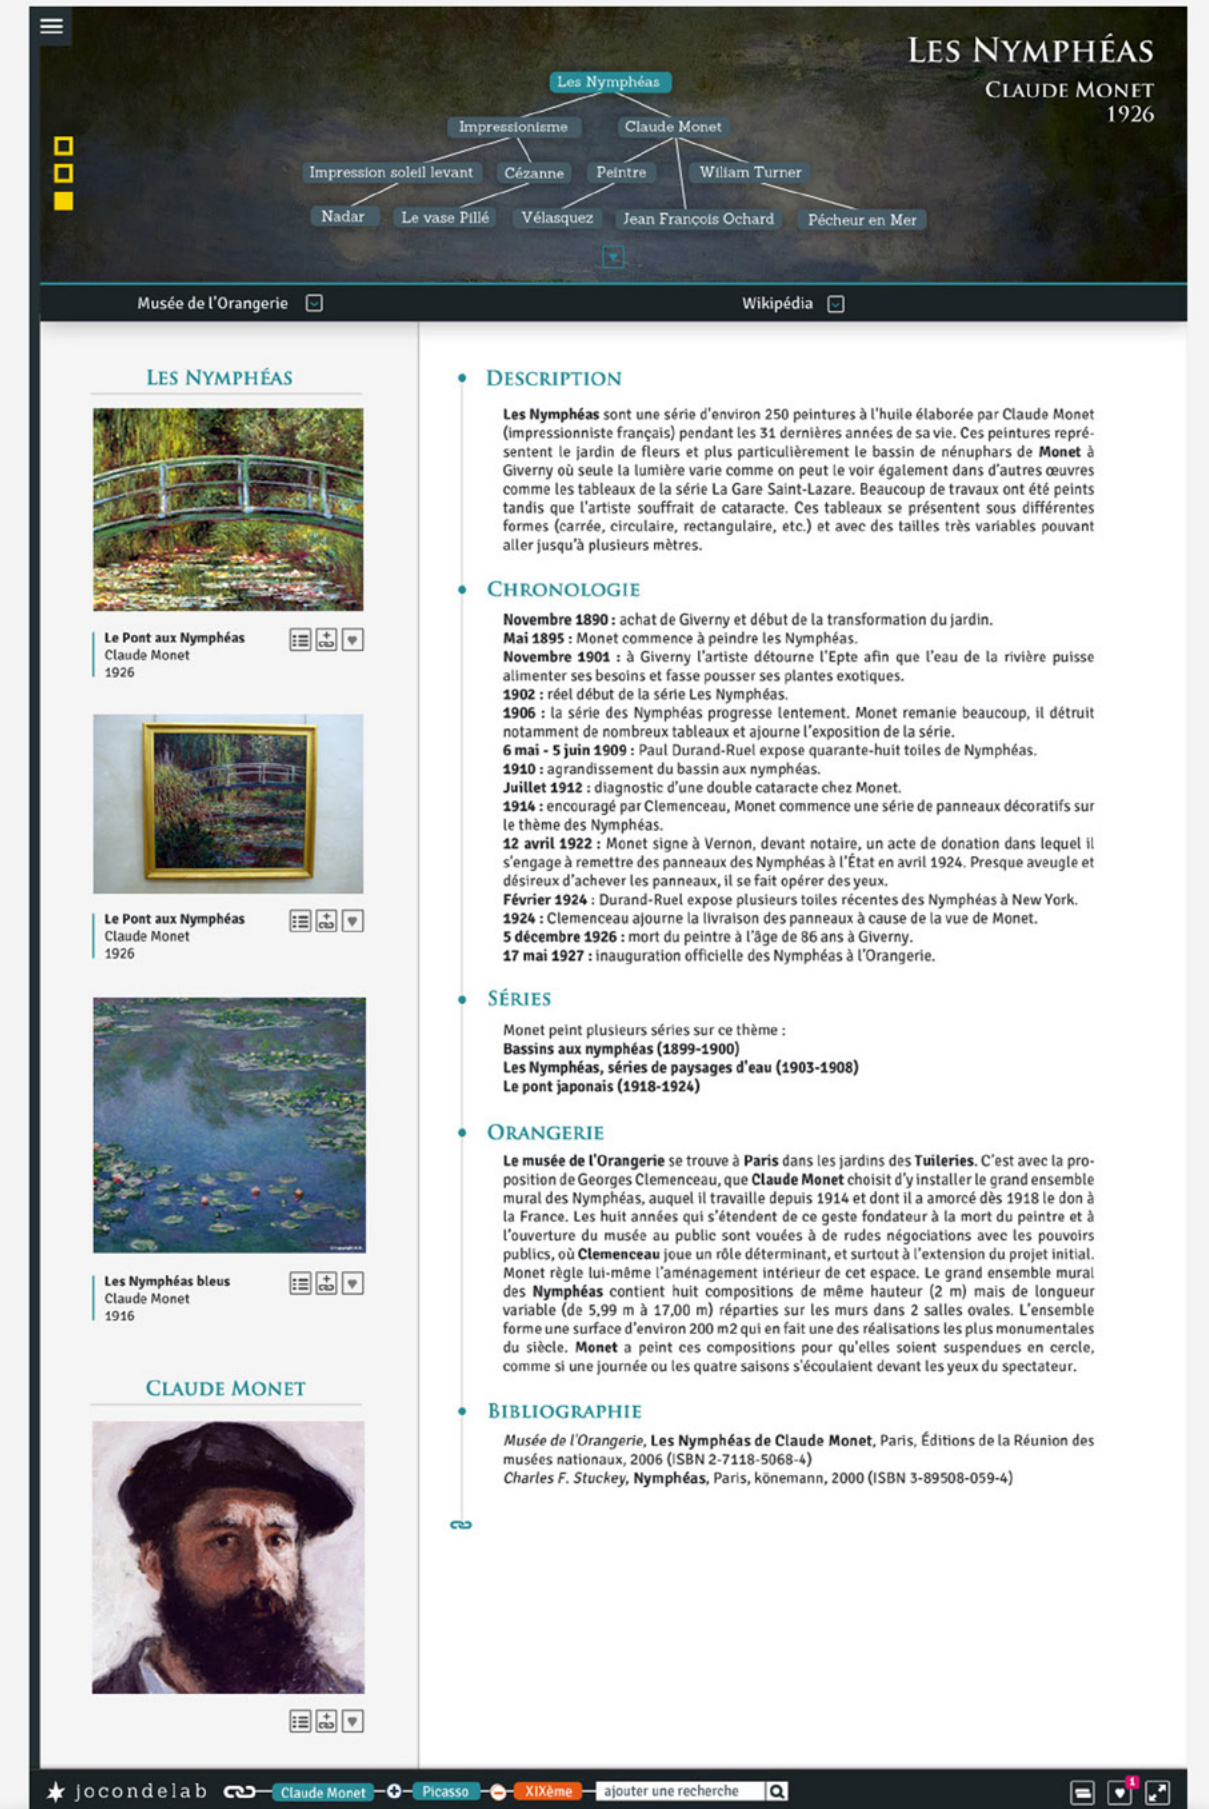 Les Nymphéas
Claude Monet
1926
Les Nymphéas
Impressionisme
Claude Monet
Impression soleil levant
Cézanne
Peintre
Wiliam Turner
Nadar
Le vase Pillé
Vélasquez
Jean François Ochard
Pécheur en Mer
Musée de l'Orangerie
Wikipédia
Les Nymphéas
Le Pont aux Nymphéas
Claude Monet
1926
Le Pont aux Nymphéas
Claude Monet
1926
Les Nymphéas bleus
Claude Monet
1916
Claude Monet
Description
Les Nymphéas sont une série d'environ 250 peintures à l'huile élaborée par Claude Monet
(impressionniste français) pendant les 31 dernières années de sa vie. Ces peintures repré-
sentent le jardin de fleurs et plus particulièrement le bassin de nénuphars de Monet à
Giverny où seule la lumière varie comme on peut le voir également dans d'autres œuvres
comme les tableaux de la série La Gare Saint-Lazare. Beaucoup de travaux ont été peints
tandis que l'artiste souffrait de cataracte. Ces tableaux se présentent sous différentes
formes (carrée, circulaire, rectangulaire, etc.) et avec des tailles très variables pouvant
aller jusqu'à plusieurs mètres.
Chronologie
Novembre 1890 : achat de Giverny et début de la transformation du jardin.
Mai 1895 : Monet commence à peindre les Nymphéas.
Novembre 1901 : à Giverny l'artiste détourne l'Epte afin que l'eau de la rivière puisse
alimenter ses besoins et fasse pousser ses plantes exotiques.
1902 : réel début de la série Les Nymphéas.
1906 : la série des Nymphéas progresse lentement. Monet remanie beaucoup, il détruit
notamment de nombreux tableaux et ajourne l'exposition de la série.
6 mai - 5 juin 1909 : Paul Durand-Ruel expose quarante-huit toiles de Nymphéas.
1910 : agrandissement du bassin aux nymphéas.
Juillet 1912 : diagnostic d'une double cataracte chez Monet.
1914 : encouragé par Clemenceau, Monet commence une série de panneaux décoratifs sur
le thème des Nymphéas.
12 avril 1922 : Monet signe à Vernon, devant notaire, un acte de donation dans lequel il
s'engage à remettre des panneaux des Nymphéas à l'État en avril 1924. Presque aveugle et
désireux d'achever les panneaux, il se fait opérer des yeux.
Février 1924 : Durand-Ruel expose plusieurs toiles récentes des Nymphéas à New York.
1924 : Clemenceau ajourne la livraison des panneaux à cause de la vue de Monet.
5 décembre 1926 : mort du peintre à l'âge de 86 ans à Giverny.
17 mai 1927 : inauguration officielle des Nymphéas à l'Orangerie.
Séries
Monet peint plusieurs séries sur ce thème :
Bassins aux nymphéas (1899-1900)
Les Nymphéas, séries de paysages d'eau (1903-1908)
Le pont japonais (1918-1924)
Orangerie
Le musée de l'Orangerie se trouve à Paris dans les jardins des Tuileries. C'est avec la pro-
position de Georges Clemenceau, que Claude Monet choisit d'y installer le grand ensemble
mural des Nymphéas, auquel il travaille depuis 1914 et dont il a amorcé dès 1918 le don à
la France. Les huit années qui s'étendent de ce geste fondateur à la mort du peintre et à
l'ouverture du musée au public sont vouées à de rudes négociations avec les pouvoirs
publics, où Clemenceau joue un rôle déterminant, et surtout à l'extension du projet initial.
Monet règle lui-même l'aménagement intérieur de cet espace. Le grand ensemble mural
des Nymphéas contient huit compositions de même hauteur (2 m) mais de longueur
variable (de 5,99 m à 17,00 m) réparties sur les murs dans 2 salles ovales. L'ensemble
forme une surface d'environ 200 m2 qui en fait une des réalisations les plus monumentales
du siècle. Monet a peint ces compositions pour qu'elles soient suspendues en cercle,
comme si une journée ou les quatre saisons s'écoulaient devant les yeux du spectateur.
Bibliographie
Musée de l'Orangerie, Les Nymphéas de Claude Monet, Paris, Éditions de la Réunion des
musées nationaux, 2006 (ISBN 2-7118-5068-4)
Charles F. Stuckey, Nymphéas, Paris, könemann, 2000 (ISBN 3-89508-059-4)
jocondelab
Claude Monet
Picasso
XIXème
ajouter une recherche
1